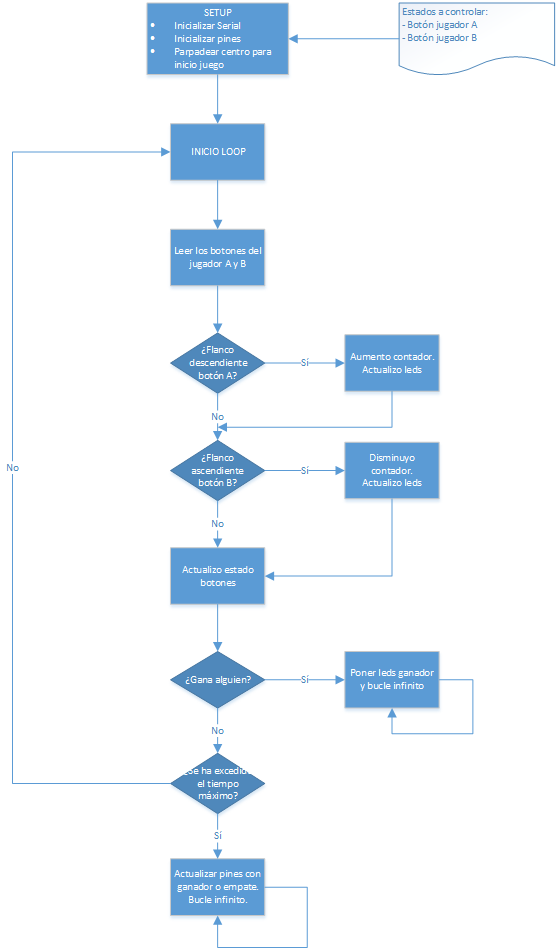 SETUP
• Inicializar Serial
• Inicializar pines
• Parpadear centro para
inicio juego
Estados a controlar:
- Botón jugador A
- Botón jugador B
INICIO LOOP
Leer los botones del
jugador A y B
¿Flanco
descendiente
botón A?
Sí
Aumento contador.
Actualizo leds
No
¿Flanco
ascendiente
botón B?
Sí
Disminuyo
contador.
Actualizo leds
No
No
Actualizo estado
botones
¿Gana alguien?
Sí
Poner leds ganador
y bucle infinito
No
¿Se ha excedido
el tiempo
máximo?
Sí
Actualizar pines con
ganador o empate.
Bucle infinito.